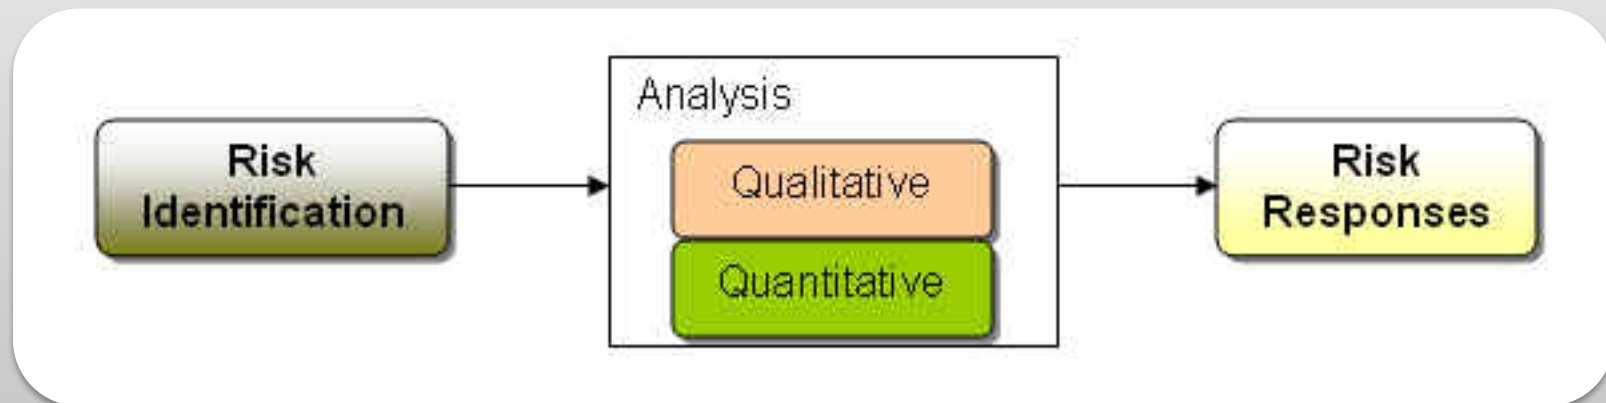 Risk
Identification
Analysis
Qualitative
Quantitative
Risk
Responses